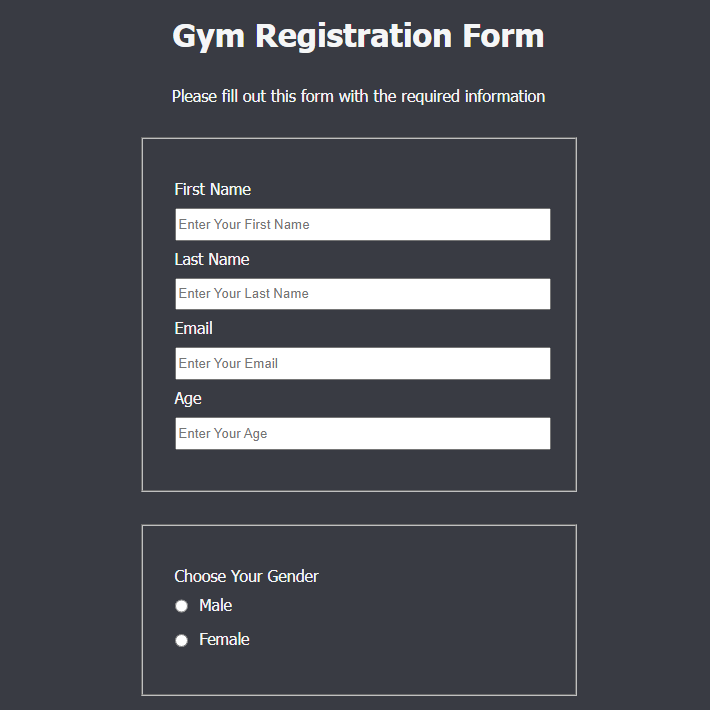 Gym Registration Form
Please fill out this form with the required information
First Name
Enter Your First Name
Last Name
Enter Your Last Name
Email
Enter Your Email
Age
Enter Your Age
Choose Your Gender
Male
Female